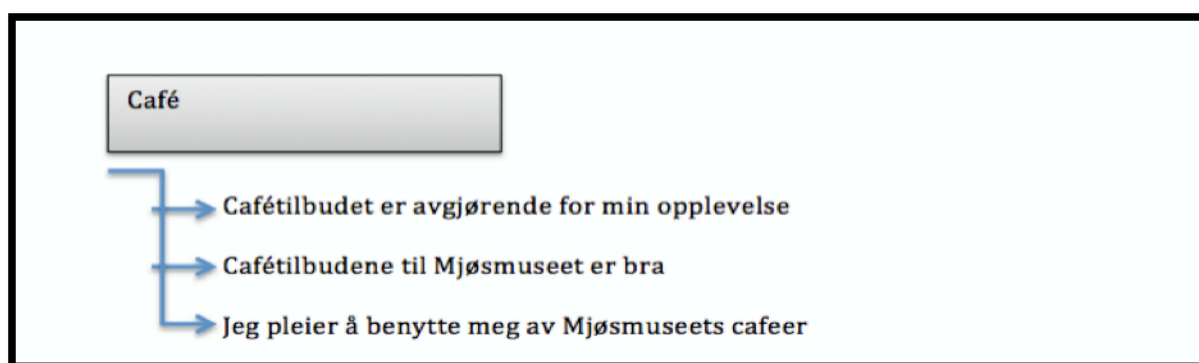 Café
Cafétilbudet er avgjørende for min opplevelse
Cafétilbudene til Mjøsmuseet er bra
Jeg pleier å benytte meg av Mjøsmuseets cafeer